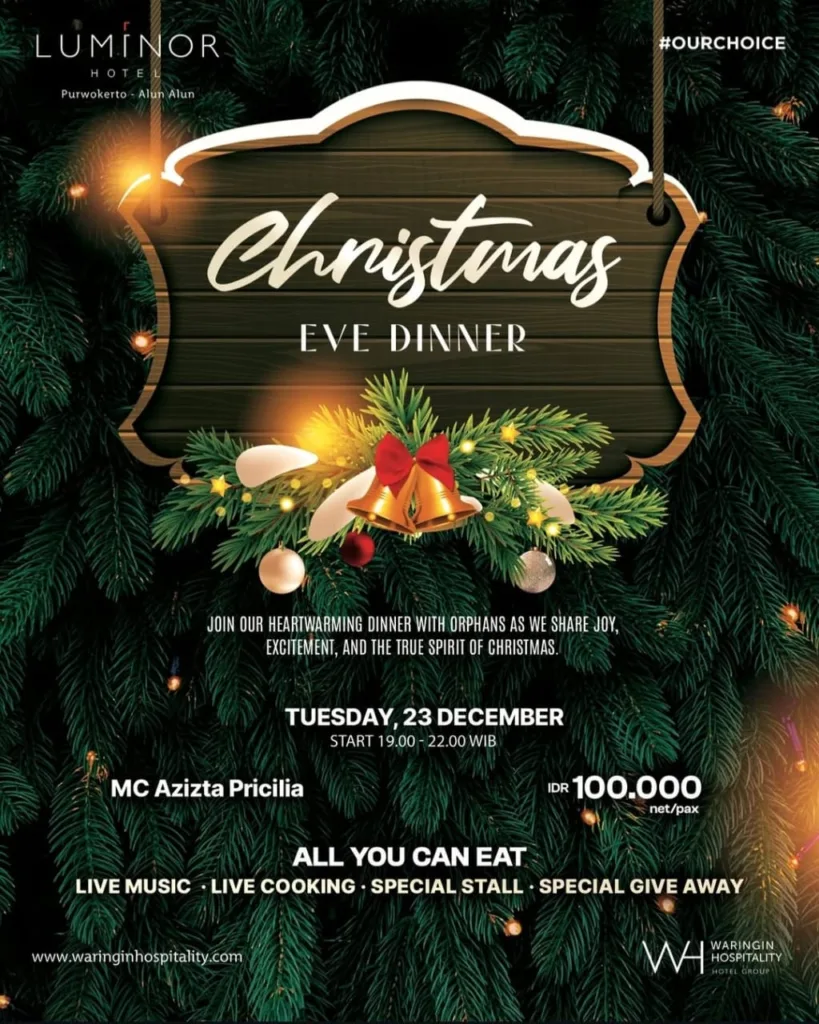 LUMINOR
HOTEL
Purwokerto - Alun Alun
#OURCHOICE
Christmas
EVE DINNER
JOIN OUR HEARTWARMING DINNER WITH ORPHANS AS WE SHARE JOY,
EXCITEMENT, AND THE TRUE SPIRIT OF CHRISTMAS.
TUESDAY, 23 DECEMBER
START 19.00 - 22.00 WIB
MC Azizta Pricilia
IDR 100.000
net/pax
ALL YOU CAN EAT
LIVE MUSIC · LIVE COOKING · SPECIAL STALL · SPECIAL GIVE AWAY
www.waringinhospitality.com
WH WARINGIN
HOSPITALITY
HOTEL GROUP